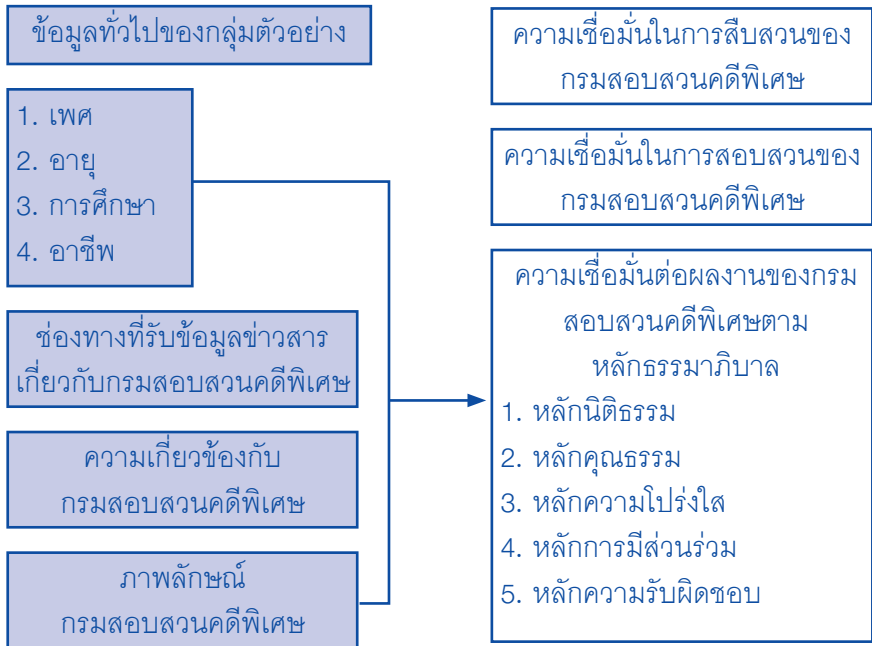 ข้อมูลทั่วไปของกลุ่มตัวอย่าง
1. เพศ
2. อายุ
3. การศึกษา
4. อาชีพ
ช่องทางที่รับข้อมูลข่าวสาร
เกี่ยวกับกรมสอบสวนคดีพิเศษ
ความเกี่ยวข้องกับ
กรมสอบสวนคดีพิเศษ
ภาพลักษณ์
กรมสอบสวนคดีพิเศษ
ความเชื่อมั่นในการสืบสวนของ
กรมสอบสวนคดีพิเศษ
ความเชื่อมั่นในการสอบสวนของ
กรมสอบสวนคดีพิเศษ
ความเชื่อมั่นต่อผลงานของกรม
สอบสวนคดีพิเศษตาม
หลักธรรมาภิบาล
1. หลักนิติธรรม
2. หลักคุณธรรม
3. หลักความโปร่งใส
4. หลักการมีส่วนร่วม
5. หลักความรับผิดชอบ